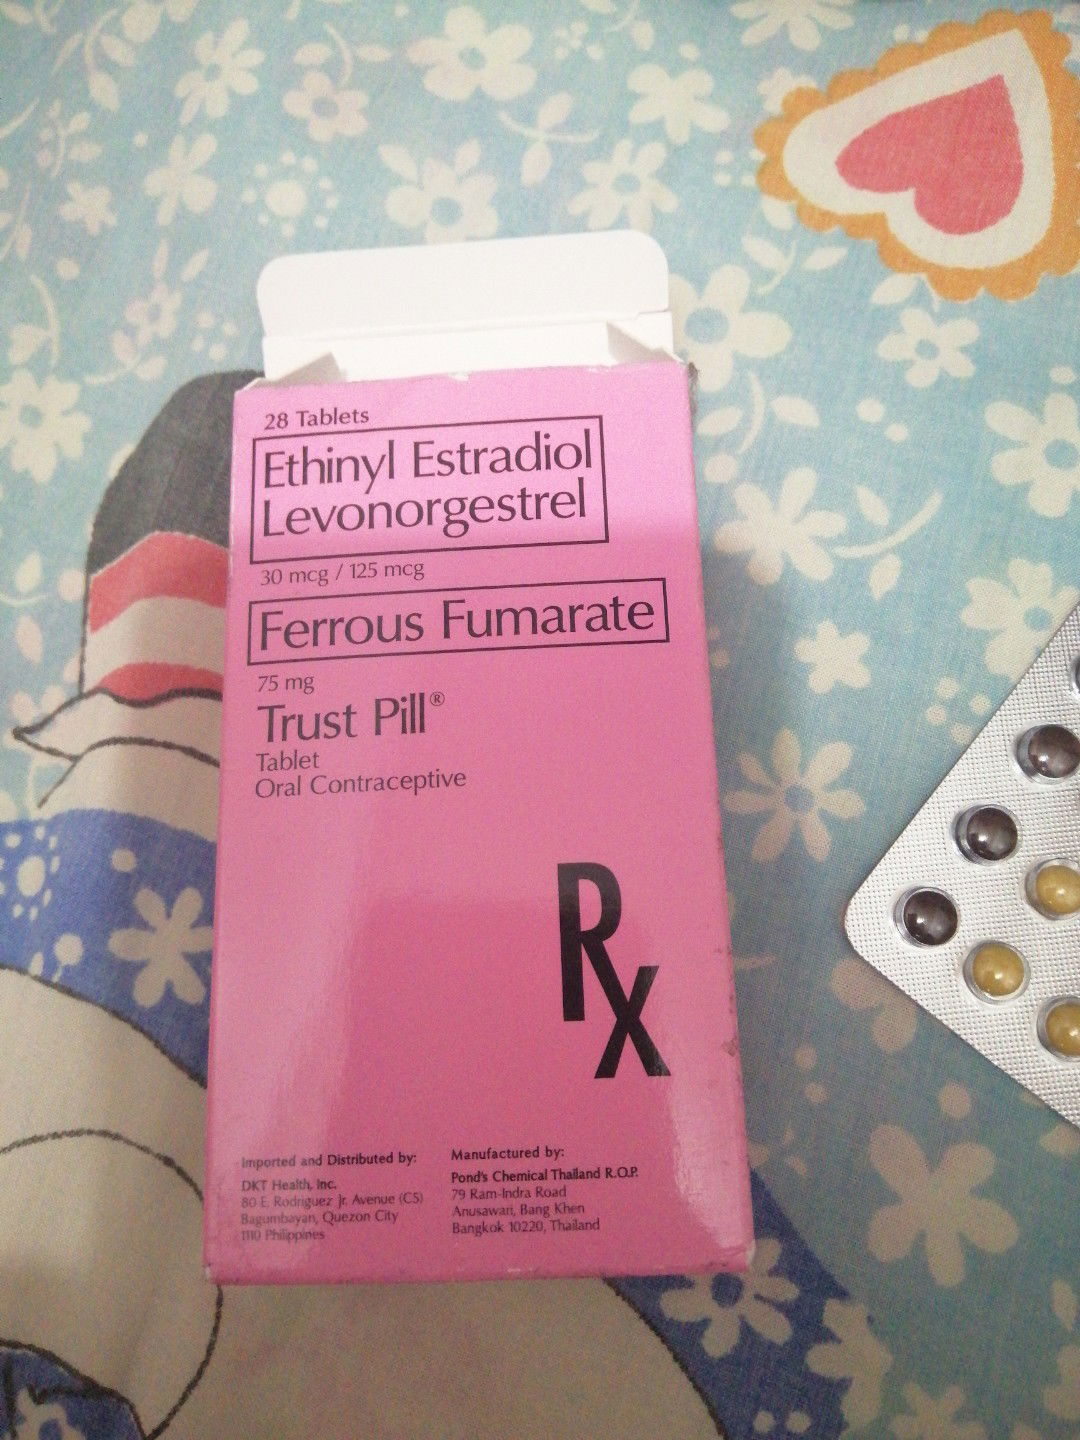 28 Tablets
Ethinyl Estradiol
Levonorgestrel
30 mcg / 125 mcg
Ferrous Fumarate
75 mg
Trust Pill®
Tablet
Oral Contraceptive
Rx
Imported and Distributed by:
DKT Health, Inc.
80 E. Rodriguez Jr. Avenue (C5)
Bagumbayan, Quezon City
1110 Philippines
Manufactured by:
Pond's Chemical Thailand R.O.P.
79 Ram-Indra Road
Anusawari, Bang Khen
Bangkok 10220, Thailand